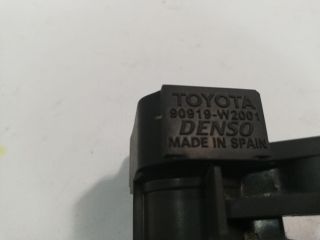 TOYOTA
90919-W2001
DENSO
MADE IN SPAIN